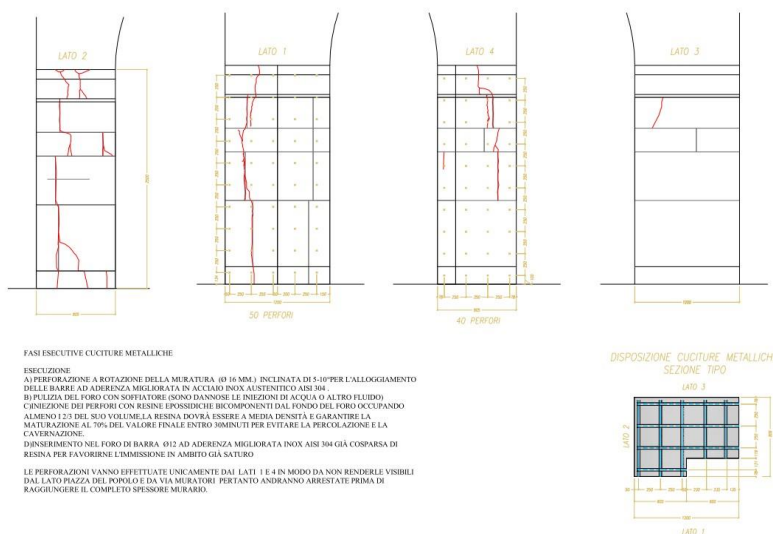 LATO 2
LATO 1
LATO 4
LATO 3
50 PERFORI
40 PERFORI
FASI ESECUTIVE CUCITURE METALLICHE
ESECUZIONE
A) PERFORAZIONE A ROTAZIONE DELLA MURATURA (Ø 16 MM.) INCLINATA DI 5-10°PER L'ALLOGGIAMENTO
DELLE BARRE AD ADERENZA MIGLIORATA IN ACCIAIO INOX AUSTENITICO AISI 304 .
B) PULIZIA DEL FORO CON SOFFIATORE (SONO DANNOSE LE INIEZIONI DI ACQUA O ALTRO FLUIDO)
C)INIEZIONE DEI PERFORI CON RESINE EPOSSIDICHE BICOMPONENTI DAL FONDO DEL FORO OCCUPANDO
ALMENO I 2/3 DEL SUO VOLUME,LA RESINA DOVRÀ ESSERE A MEDIA DENSITÀ E GARANTIRE LA
MATURAZIONE AL 70% DEL VALORE FINALE ENTRO 30MINUTI PER EVITARE LA PERCOLAZIONE E LA
CAVERNAZIONE.
D)INSERIMENTO NEL FORO DI BARRA Ø12 AD ADERENZA MIGLIORATA INOX AISI 304 GIÀ COSPARSA DI
RESINA PER FAVORIRNE L'IMMISSIONE IN AMBITO GIÀ SATURO
LE PERFORAZIONI VANNO EFFETTUATE UNICAMENTE DAI LATI 1 E 4 IN MODO DA NON RENDERLE VISIBILI
DAL LATO PIAZZA DEL POPOLO E DA VIA MURATORI PERTANTO ANDRANNO ARRESTATE PRIMA DI
RAGGIUNGERE IL COMPLETO SPESSORE MURARIO.
DISPOSIZIONE CUCITURE METALLICH
SEZIONE TIPO
LATO 3
LATO 2
LATO 1